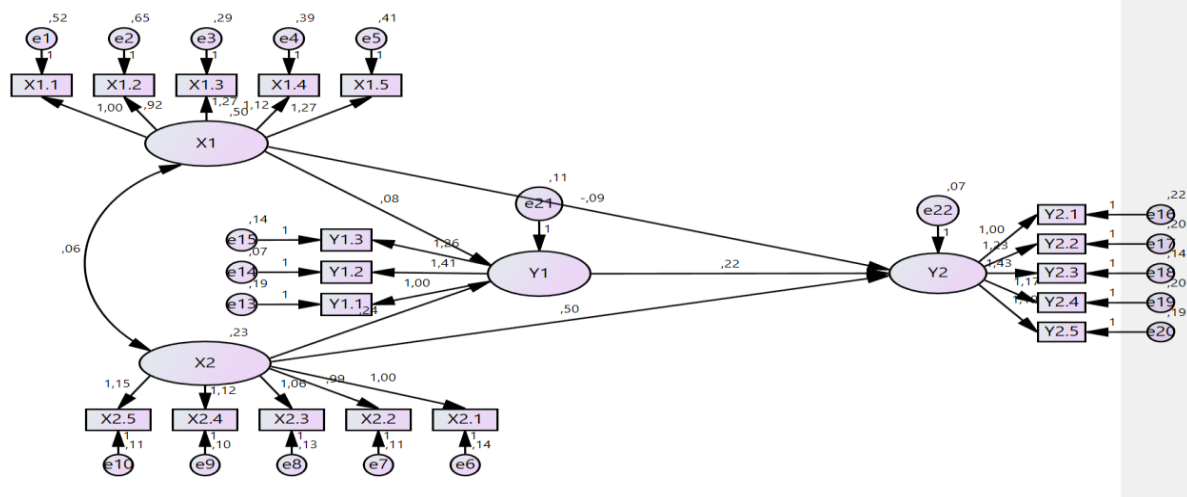 ,52 ,65 ,29 ,39 ,41
e1 e2 e3 e4 e5
1 1 1 1 1
X1.1 X1.2 X1.3 X1.4 X1.5
1,00 ,92 1,27 1,12 1,27
,50
X1
,11 ,07
,08 -,09
e21 e22
1 1
,06
,14
e15 1 Y1.3 1,26
,07
e14 1 Y1.2 1,41
,19
e13 1 Y1.1 1,00
Y1 ,22 Y2
,24 ,50
1,00 Y2.1 1 e16 ,22
1,23 Y2.2 1 e17 ,20
1,43 Y2.3 1 e18 ,14
1,17 Y2.4 1 e19 ,20
Y2.5 1 e20 ,19
,23
X2
1,15 1,12 1,06 ,99 1,00
X2.5 X2.4 X2.3 X2.2 X2.1
1 1 1 1 1
,11 ,10 ,13 ,11 ,14
e10 e9 e8 e7 e6